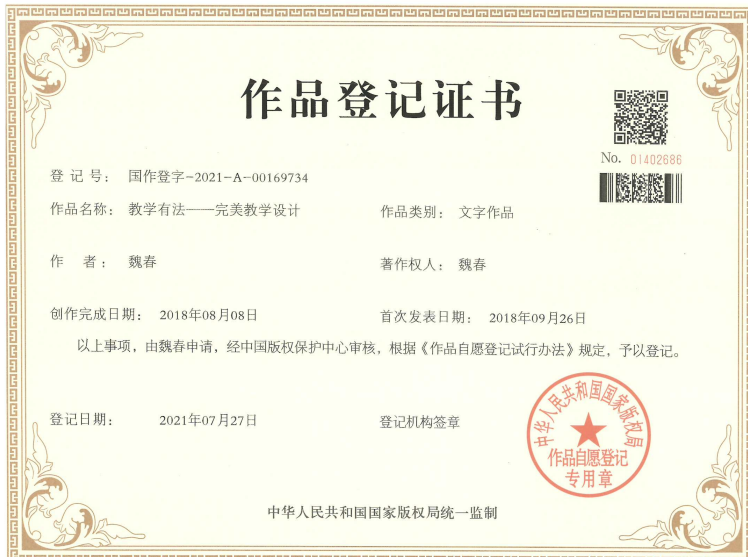 作品登记证书
No. 01402686
登 记 号： 国作登字-2021-A-00169734
作品名称： 教学有法——完美教学设计 作品类别： 文字作品
作 者： 魏春 著作权人： 魏春
创作完成日期： 2018年08月08日 首次发表日期： 2018年09月26日
以上事项，由魏春申请，经中国版权保护中心审核，根据《作品自愿登记试行办法》规定，予以登记。
登记日期： 2021年07月27日 登记机构签章
中华人民共和国国家版权局
作品自愿登记
专用章
中华人民共和国国家版权局统一监制